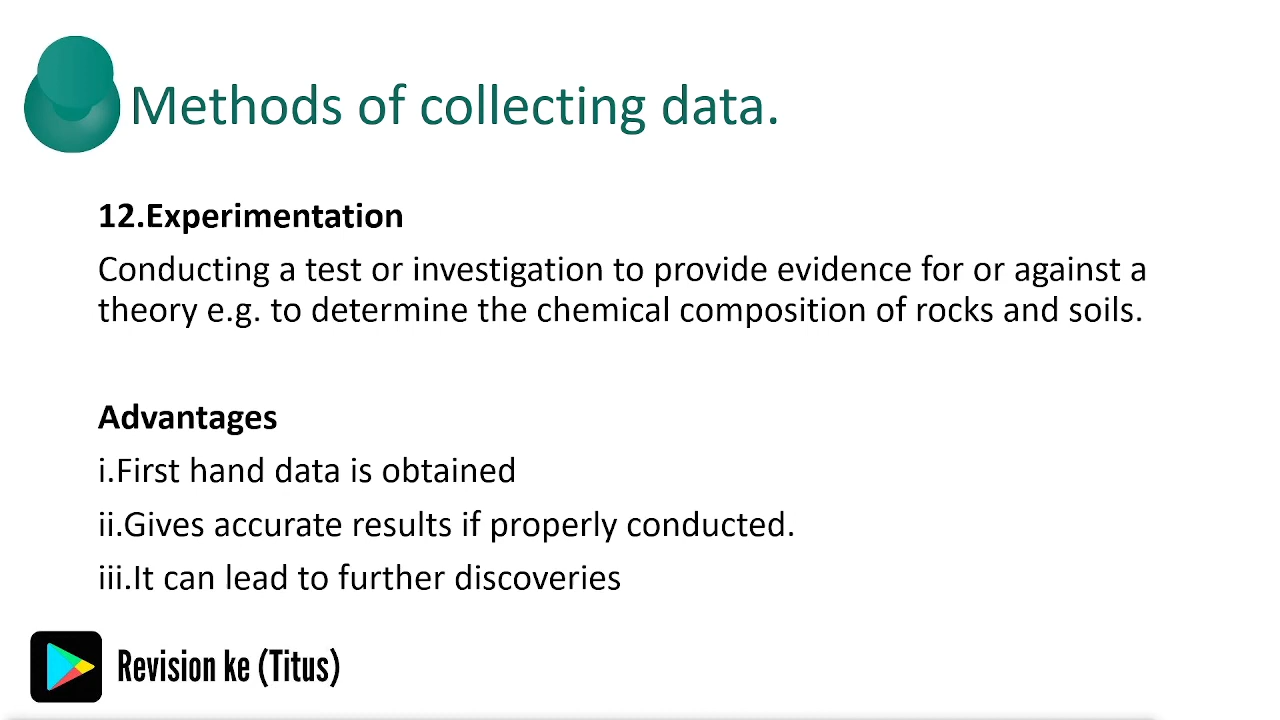 Methods of collecting data.
12.Experimentation
Conducting a test or investigation to provide evidence for or against a
theory e.g. to determine the chemical composition of rocks and soils.
Advantages
i.First hand data is obtained
ii.Gives accurate results if properly conducted.
iii.It can lead to further discoveries
Revision ke (Titus)